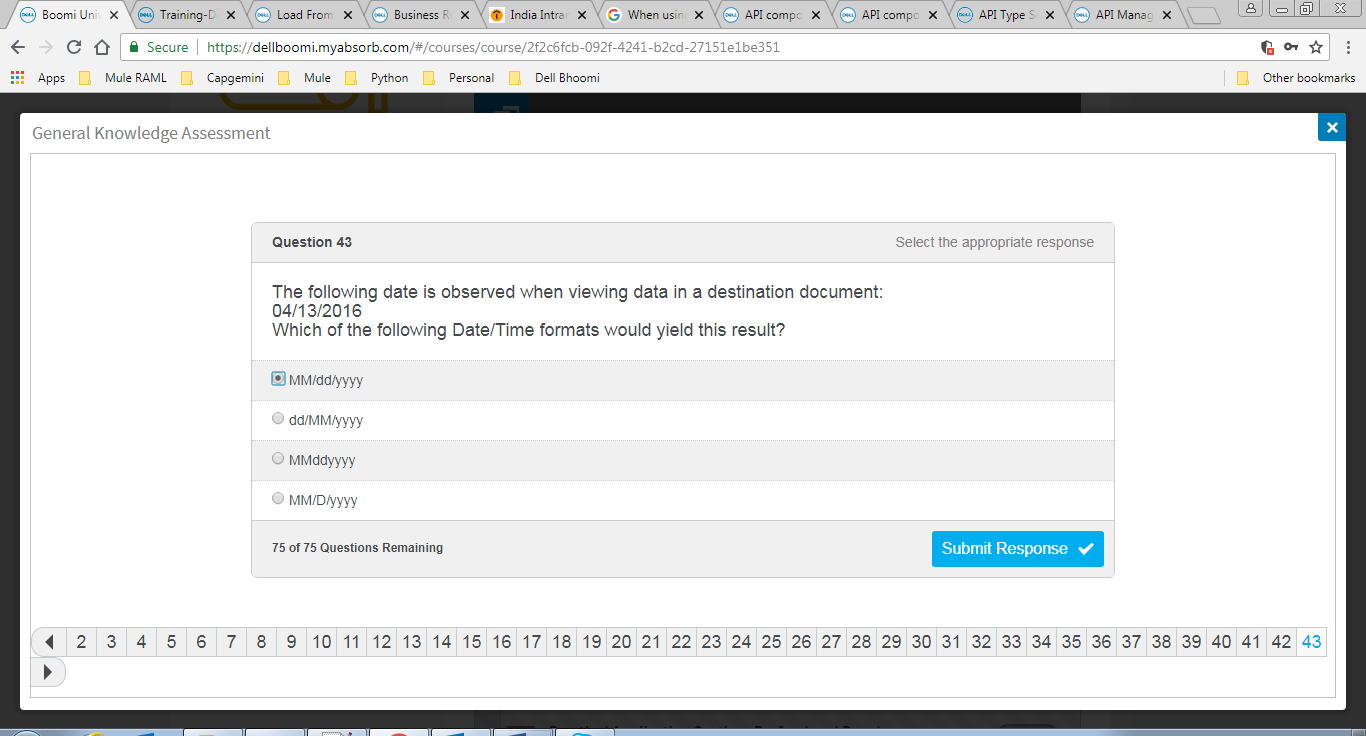 Boomi Univ
Training-D
Load From
Business R
India Intran
When usin
API compo
API compo
API Type S
API Manag
Secure
https://dellboomi.myabsorb.com/#/courses/course/2f2c6fcb-092f-4241-b2cd-27151e1be351
Apps Mule RAML Capgemini Mule Python Personal Dell Bhoomi Other bookmarks
General Knowledge Assessment
Question 43 Select the appropriate response
The following date is observed when viewing data in a destination document:
04/13/2016
Which of the following Date/Time formats would yield this result?
MM/dd/yyyy
dd/MM/yyyy
MMddyyyy
MM/D/yyyy
75 of 75 Questions Remaining Submit Response
2 3 4 5 6 7 8 9 10 11 12 13 14 15 16 17 18 19 20 21 22 23 24 25 26 27 28 29 30 31 32 33 34 35 36 37 38 39 40 41 42 43